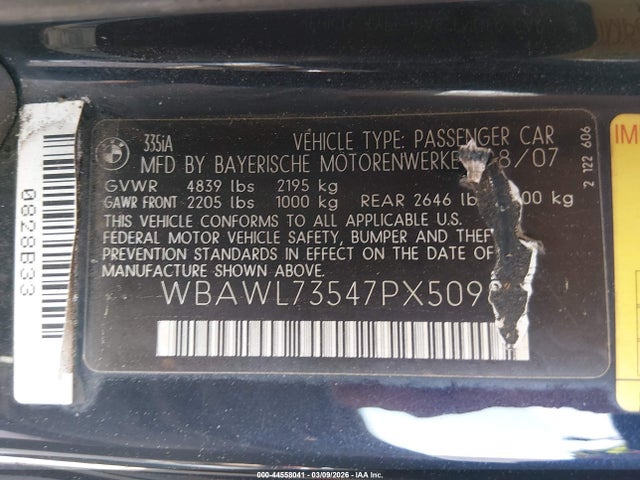 335iA VEHICLE TYPE: PASSENGER CAR
MFD BY BAYERISCHE MOTORENWERKE 8/07
GVWR 4839 lbs 2195 kg
GAWR FRONT 2205 lbs 1000 kg REAR 2646 lb 00 kg
THIS VEHICLE CONFORMS TO ALL APPLICABLE U.S.
FEDERAL MOTOR VEHICLE SAFETY, BUMPER AND THEF
PREVENTION STANDARDS IN EFFECT ON THE DATE OF
MANUFACTURE SHOWN ABOVE.
WBAWL73547PX509
2 122 606
0828B33
IM
000-44558041 - 03/09/2026 - IAA Inc.